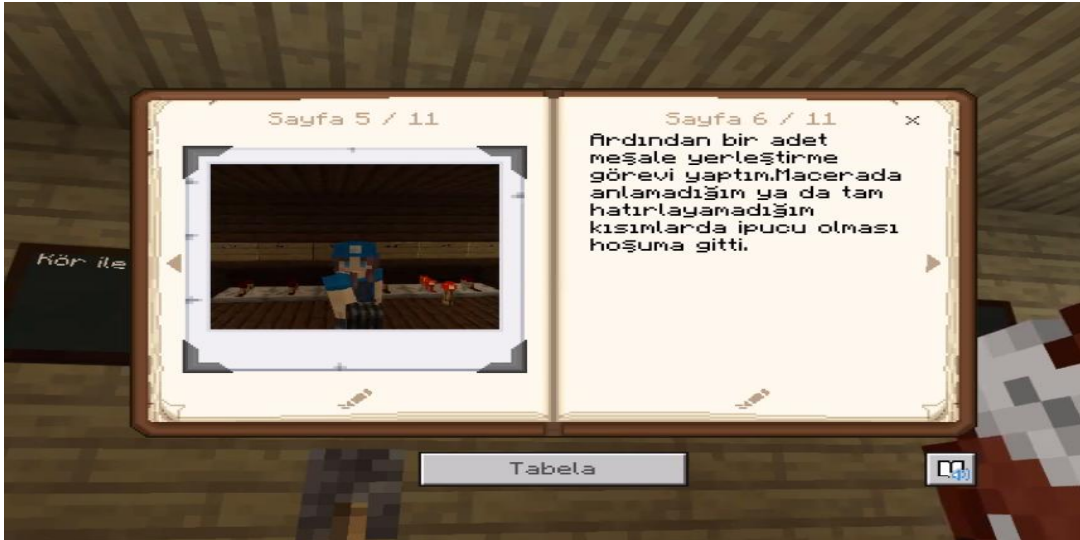 Sayfa 5 / 11
Sayfa 6 / 11
x
Ardından bir adet
meşale yerleştirme
görevi yaptım.Macerada
anlamadığım ya da tam
hatırlayamadığım
kısımlarda ipucu olması
hoşuma gitti.
Kör ile
Tabela